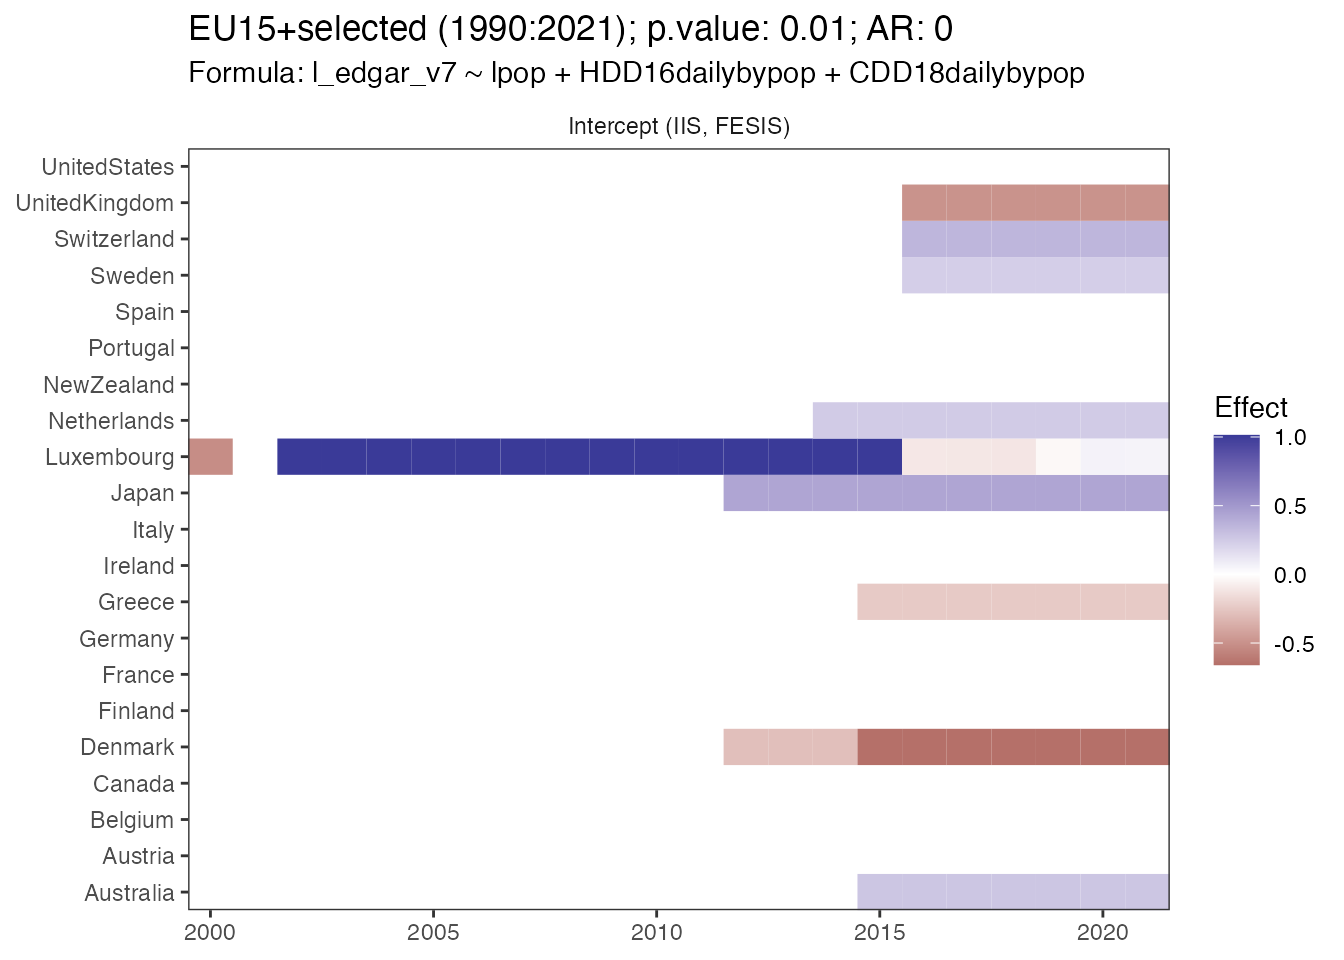 EU15+selected (1990:2021); p.value: 0.01; AR: 0
Formula: l_edgar_v7 ~ lpop + HDD16dailybypop + CDD18dailybypop
Intercept (IIS, FESIS)
UnitedStates
UnitedKingdom
Switzerland
Sweden
Spain
Portugal
NewZealand
Netherlands
Luxembourg
Japan
Italy
Ireland
Greece
Germany
France
Finland
Denmark
Canada
Belgium
Austria
Australia
2000
2005
2010
2015
2020
Effect
1.0
0.5
0.0
-0.5